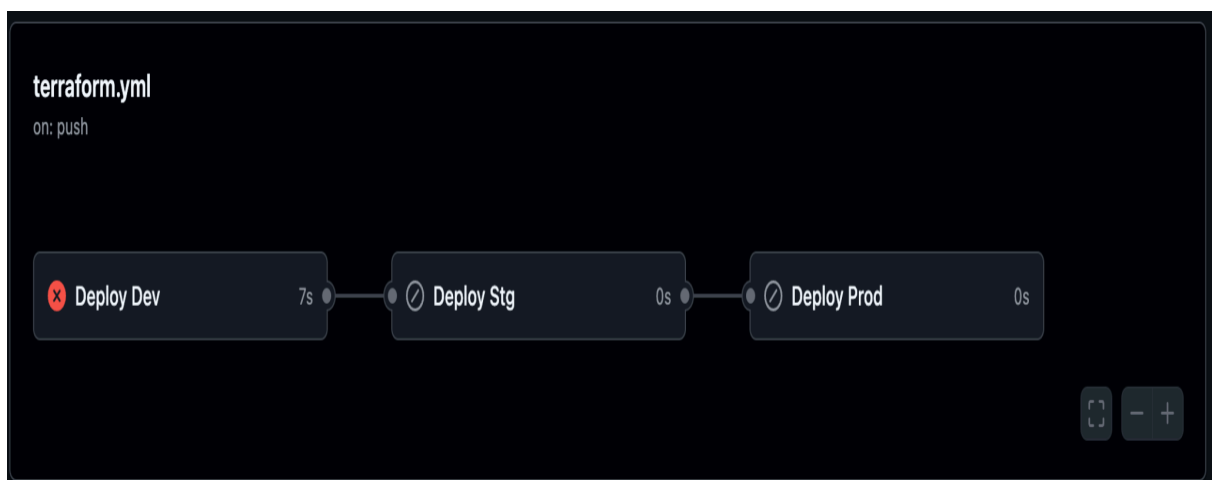 terraform.yml
on: push
Deploy Dev 7s
Deploy Stg 0s
Deploy Prod 0s